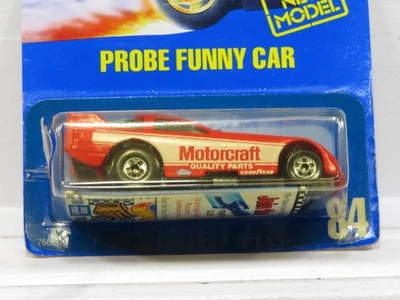 NEW
MODEL
PROBE FUNNY CAR
Motorcraft
QUALITY PARTS
GOODYEAR
84